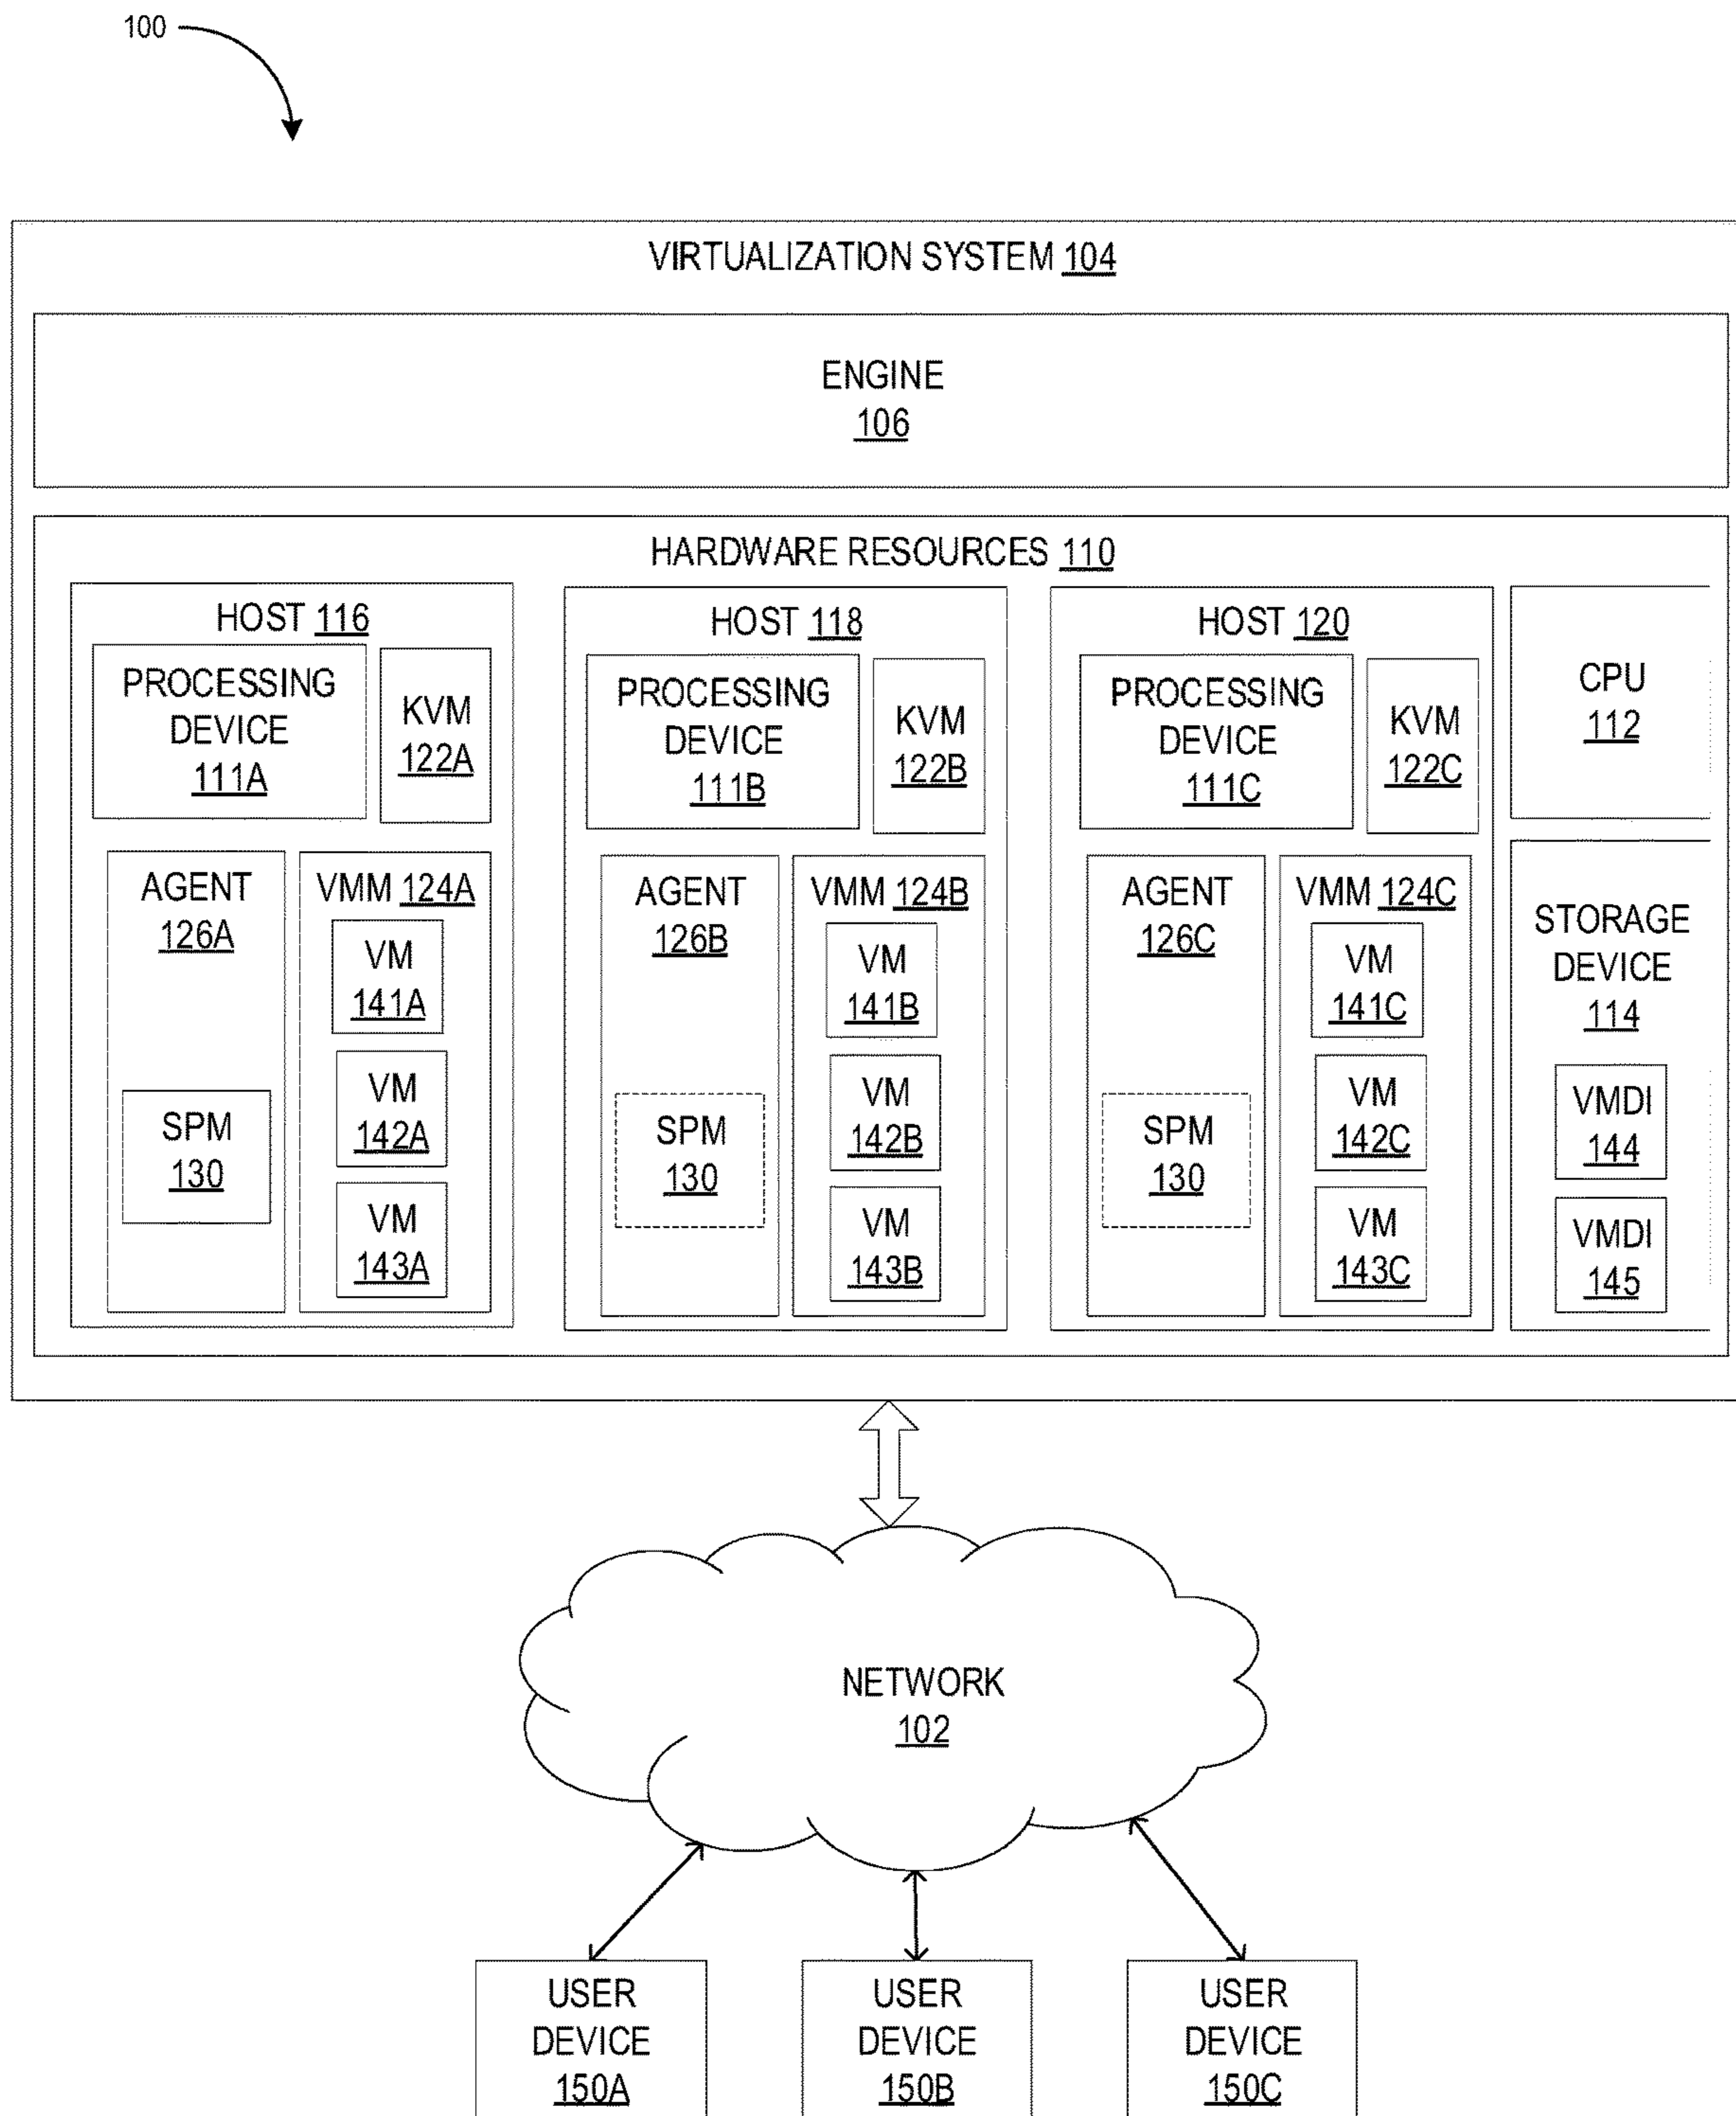 100
VIRTUALIZATION SYSTEM 104
ENGINE
106
HARDWARE RESOURCES 110
HOST 116
PROCESSING
DEVICE
111A
KVM
122A
AGENT
126A
SPM
130
VMM 124A
VM
141A
VM
142A
VM
143A
HOST 118
PROCESSING
DEVICE
111B
KVM
122B
AGENT
126B
SPM
130
VMM 124B
VM
141B
VM
142B
VM
143B
HOST 120
PROCESSING
DEVICE
111C
KVM
122C
AGENT
126C
SPM
130
VMM 124C
VM
141C
VM
142C
VM
143C
CPU
112
STORAGE
DEVICE
114
VMDI
144
VMDI
145
NETWORK
102
USER
DEVICE
150A
USER
DEVICE
150B
USER
DEVICE
150C